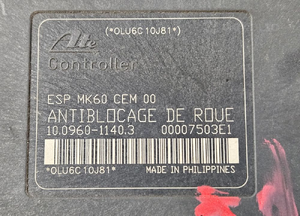 (*OLU6C10J81*)
Ate
Controller
ESP MK60 CEM 00
ANTIBLOCAGE DE ROUE
10.0960-1140.3 00007503E1
MADE IN PHILIPPINES
*OLU6C10J81*